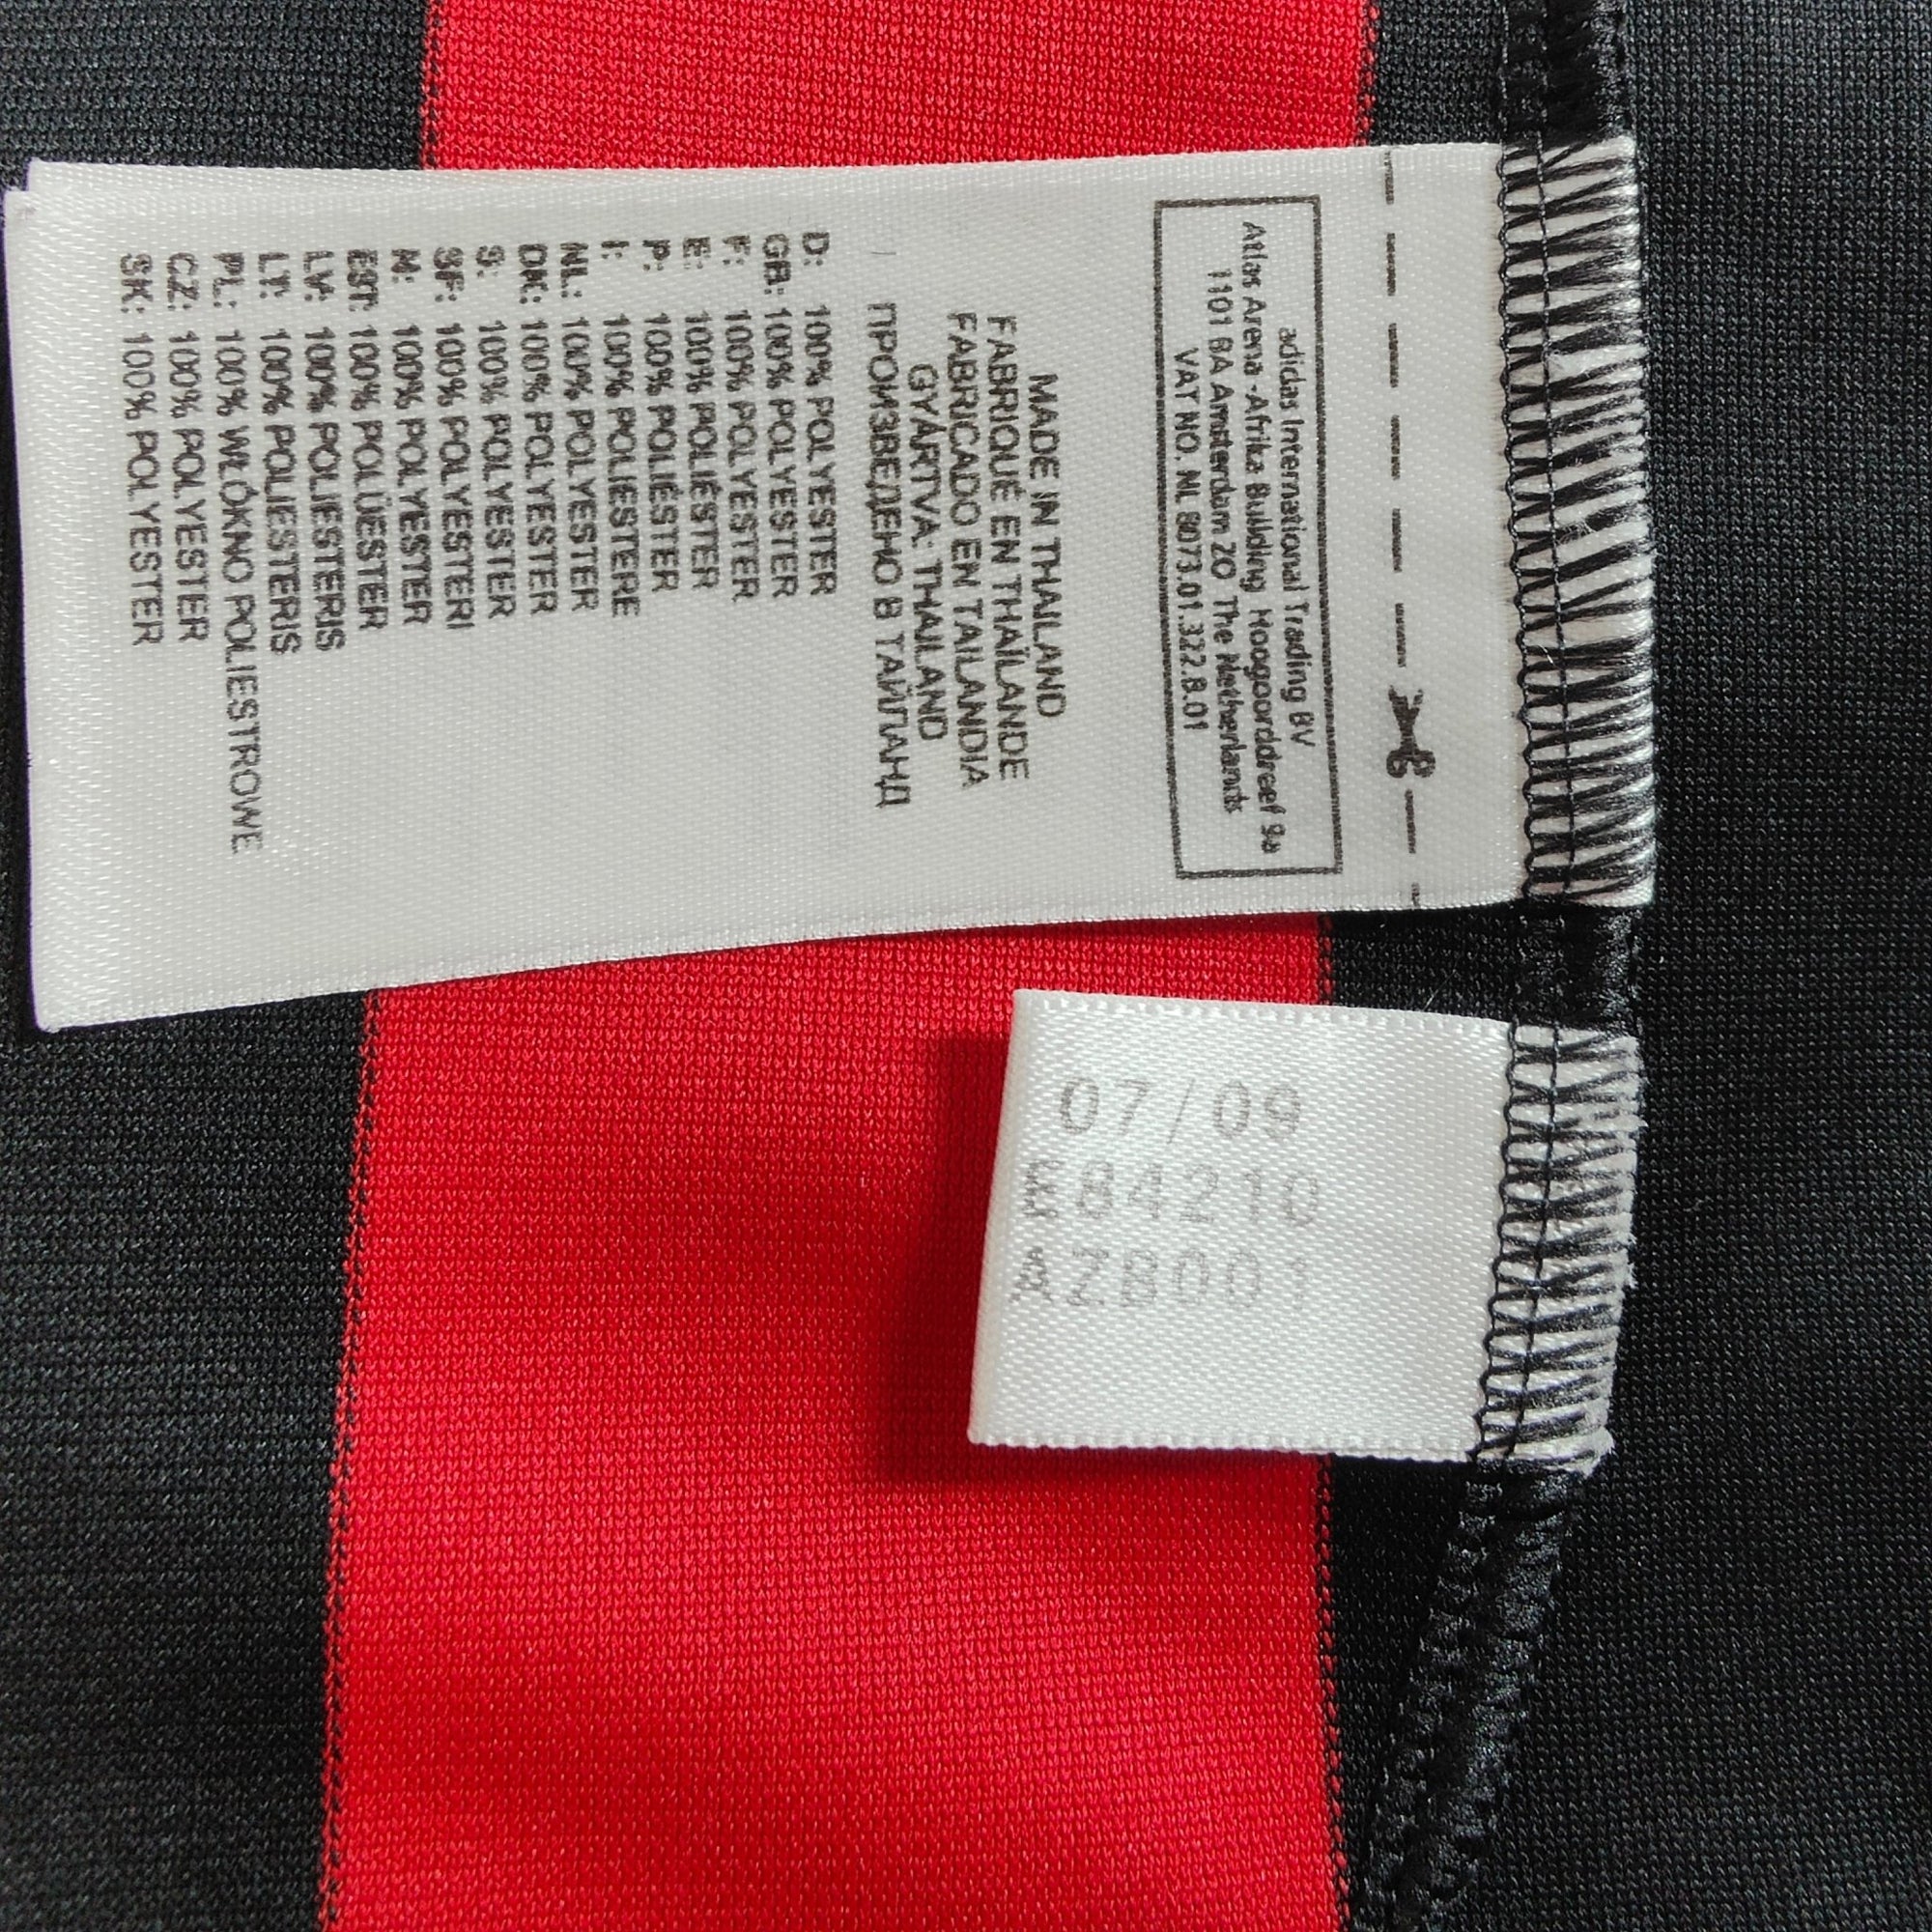 adidas International Trading BV
Atlas Arena -Afrika Building Hoogoorddreef 9a
1101 BA Amsterdam ZO The Netherlands
VAT NO. NL 8073.01.322.B.01
MADE IN THAILAND
FABRIQUÉ EN THAÏLANDE
FABRICADO EN TAILANDIA
GYÁRTVA: THAILAND
ПРОИЗВЕДЕНО В ТАЙЛАНД
D: 100% POLYESTER
GB: 100% POLYESTER
F: 100% POLYESTER
E: 100% POLIÉSTER
P: 100% POLIÉSTER
I: 100% POLIESTERE
NL: 100% POLYESTER
DK: 100% POLYESTER
S: 100% POLYESTER
SF: 100% POLYESTERI
N: 100% POLYESTER
EST: 100% POLÜESTER
LV: 100% POLIESTERIS
LT: 100% POLIESTERIS
PL: 100% WŁÓKNO POLIESTROWE
CZ: 100% POLYESTER
SK: 100% POLYESTER
07/09
E84210
AZB001